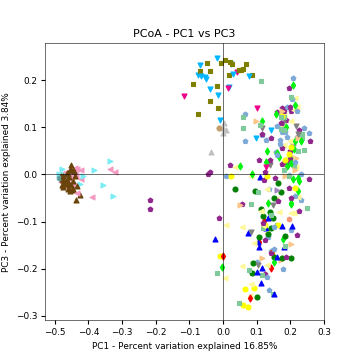 PCoA - PC1 vs PC3
PC3 - Percent variation explained 3.84%
0.2
0.1
0.0
−0.1
−0.2
−0.3
−0.5 −0.4 −0.3 −0.2 −0.1 0.0 0.1 0.2 0.3
PC1 - Percent variation explained 16.85%